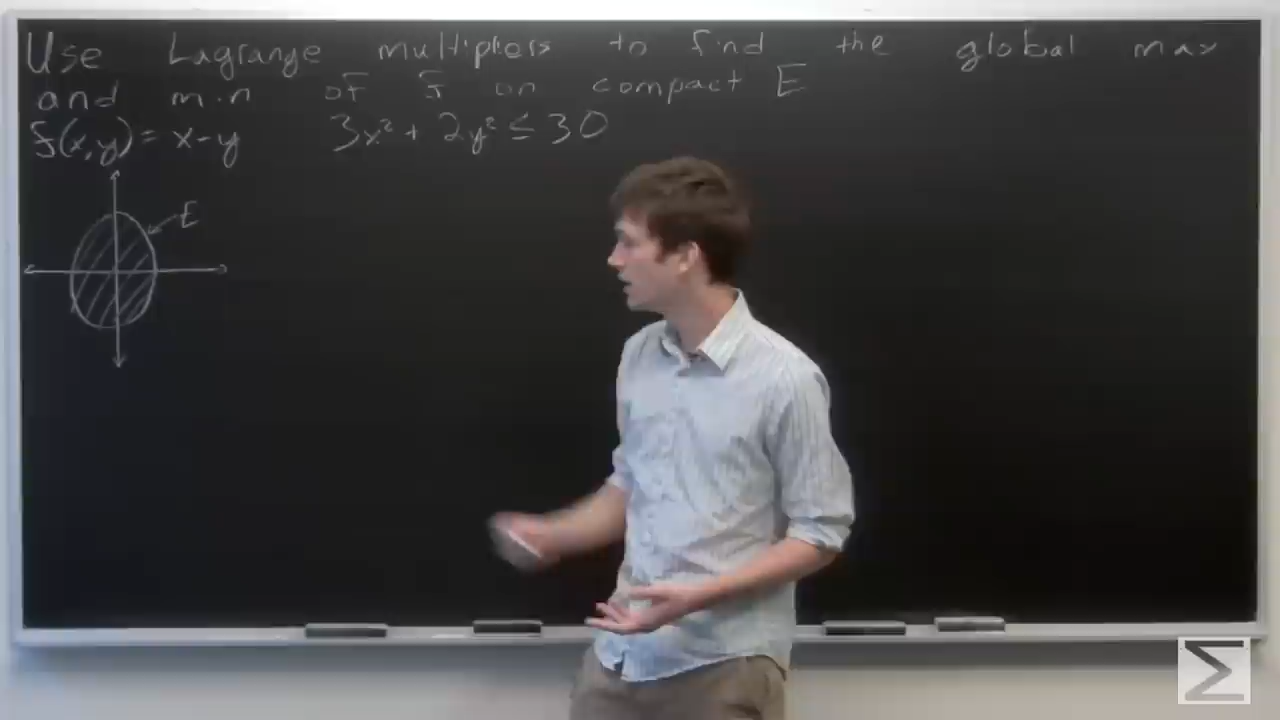 Use Lagrange multipliers to find the global max
and min of f on compact E
f(x,y) = x-y 3x² + 2y² ≤ 30
E
Σ